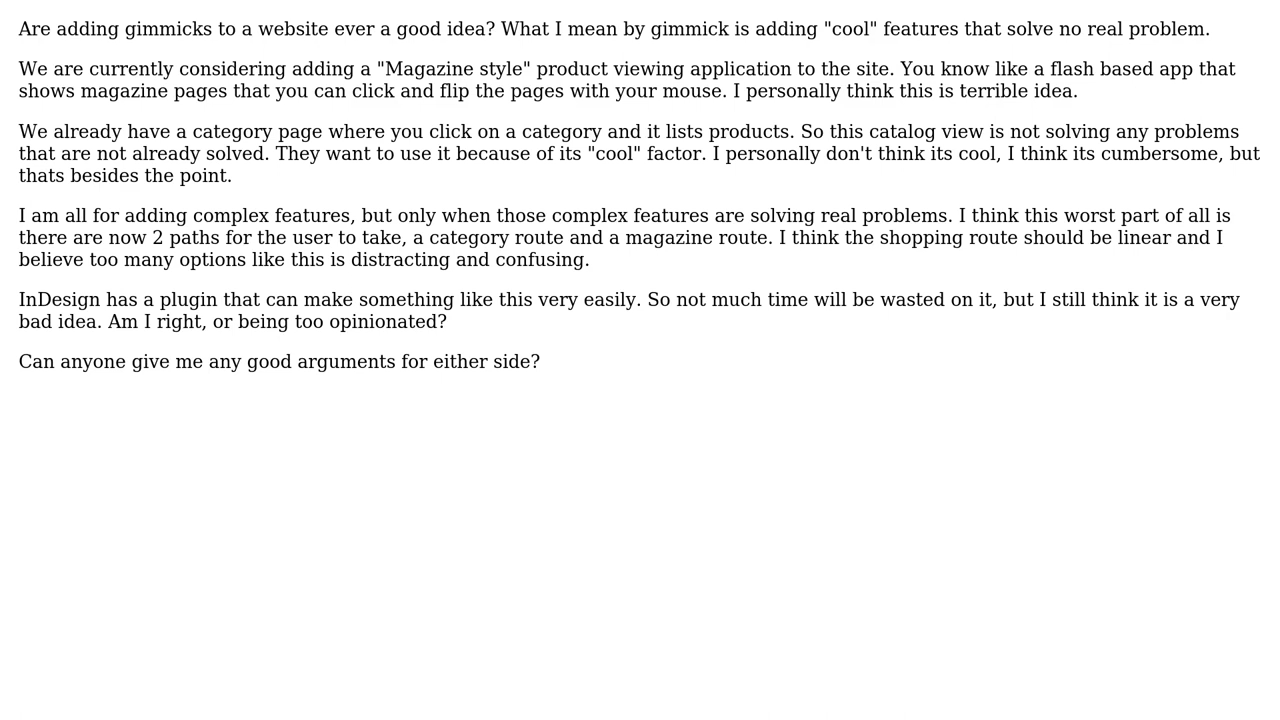 Are adding gimmicks to a website ever a good idea? What I mean by gimmick is adding "cool" features that solve no real problem.
We are currently considering adding a "Magazine style" product viewing application to the site. You know like a flash based app that
shows magazine pages that you can click and flip the pages with your mouse. I personally think this is terrible idea.
We already have a category page where you click on a category and it lists products. So this catalog view is not solving any problems
that are not already solved. They want to use it because of its "cool" factor. I personally don't think its cool, I think its cumbersome, but
thats besides the point.
I am all for adding complex features, but only when those complex features are solving real problems. I think this worst part of all is
there are now 2 paths for the user to take, a category route and a magazine route. I think the shopping route should be linear and I
believe too many options like this is distracting and confusing.
InDesign has a plugin that can make something like this very easily. So not much time will be wasted on it, but I still think it is a very
bad idea. Am I right, or being too opinionated?
Can anyone give me any good arguments for either side?